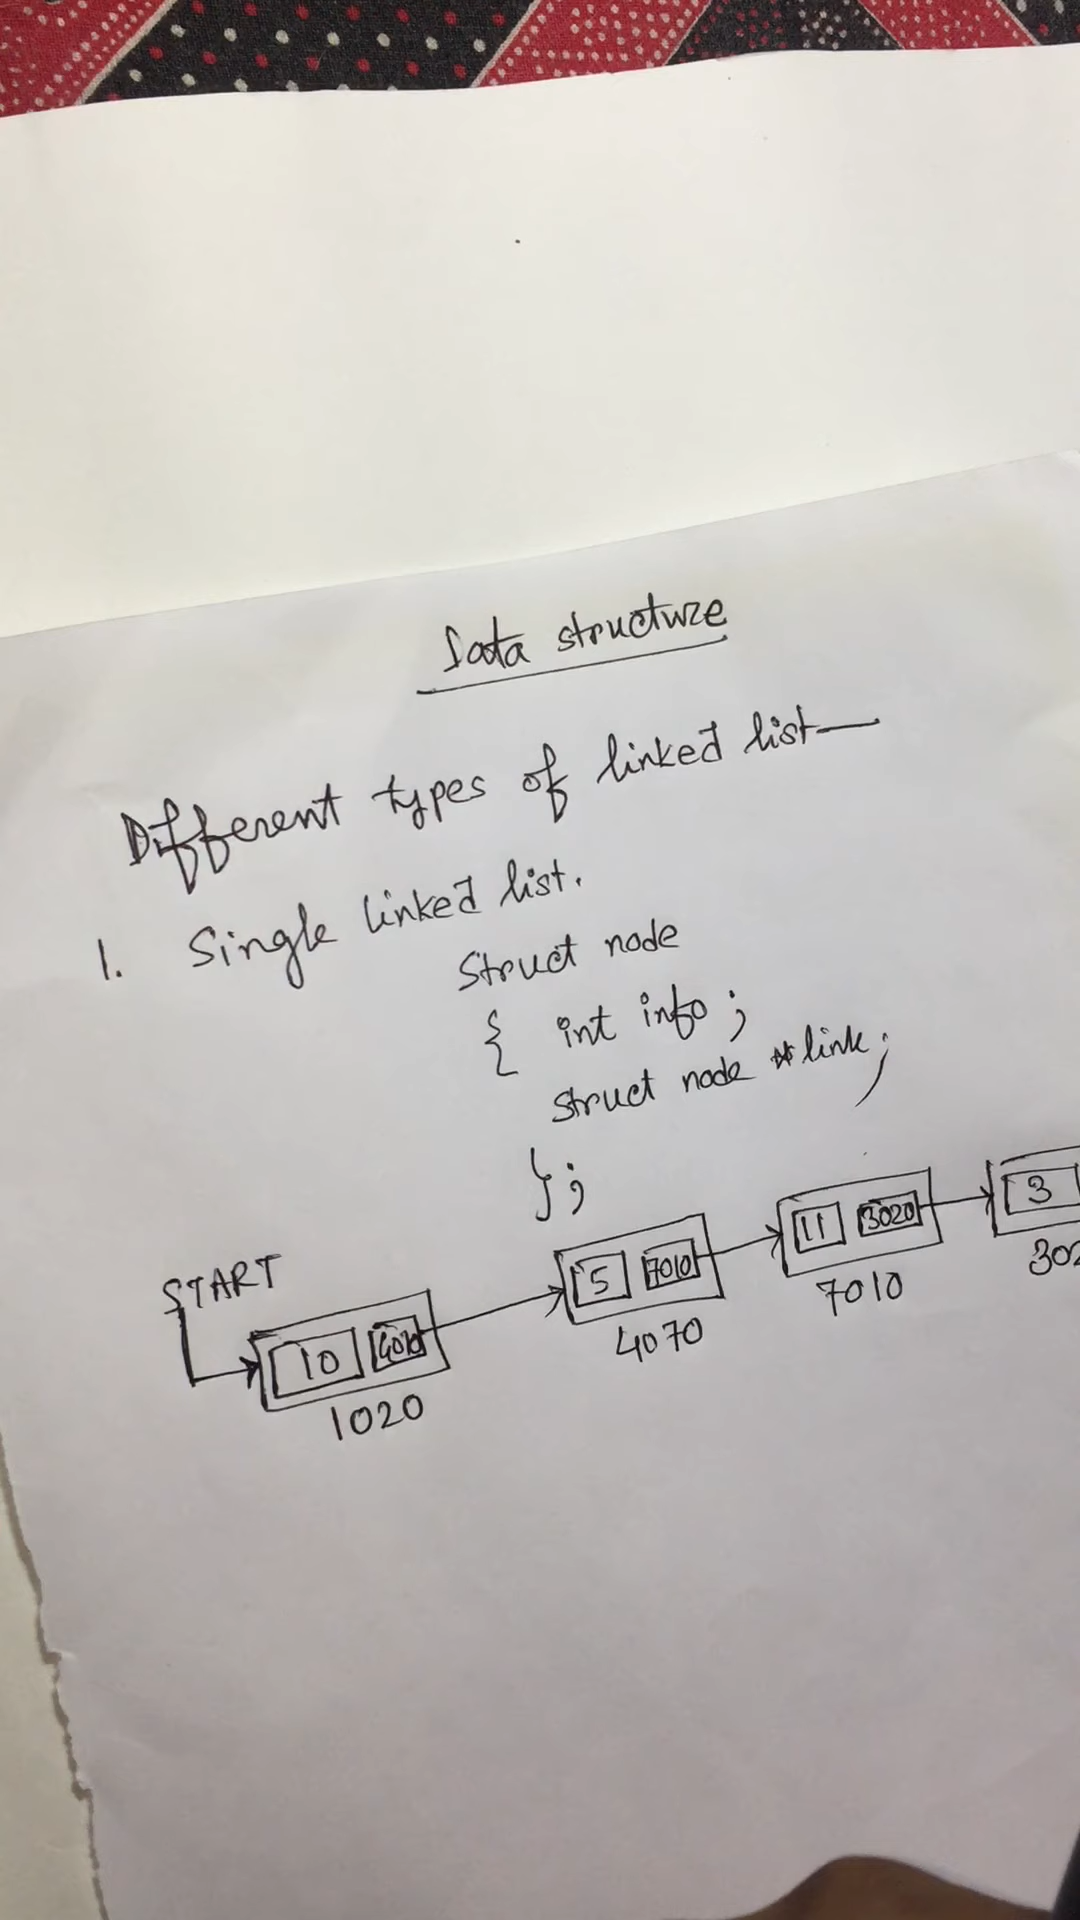 Data structure
Different types of linked list—
1. Single linked list.
Struct node
{ int info;
struct node *link;
};
START
10
1020
5 7010
4070
11 3020
7010
3
302